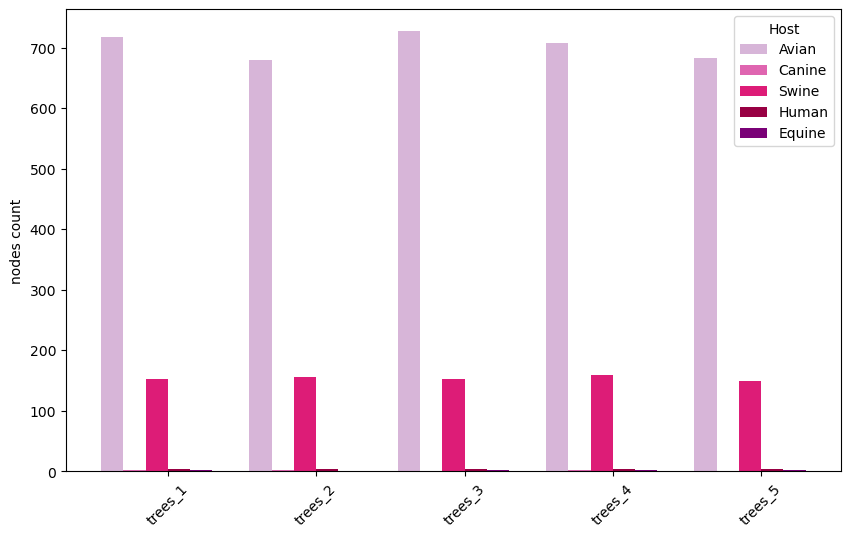 Host
Avian
Canine
Swine
Human
Equine
nodes count
700
600
500
400
300
200
100
0
trees_1
trees_2
trees_3
trees_4
trees_5